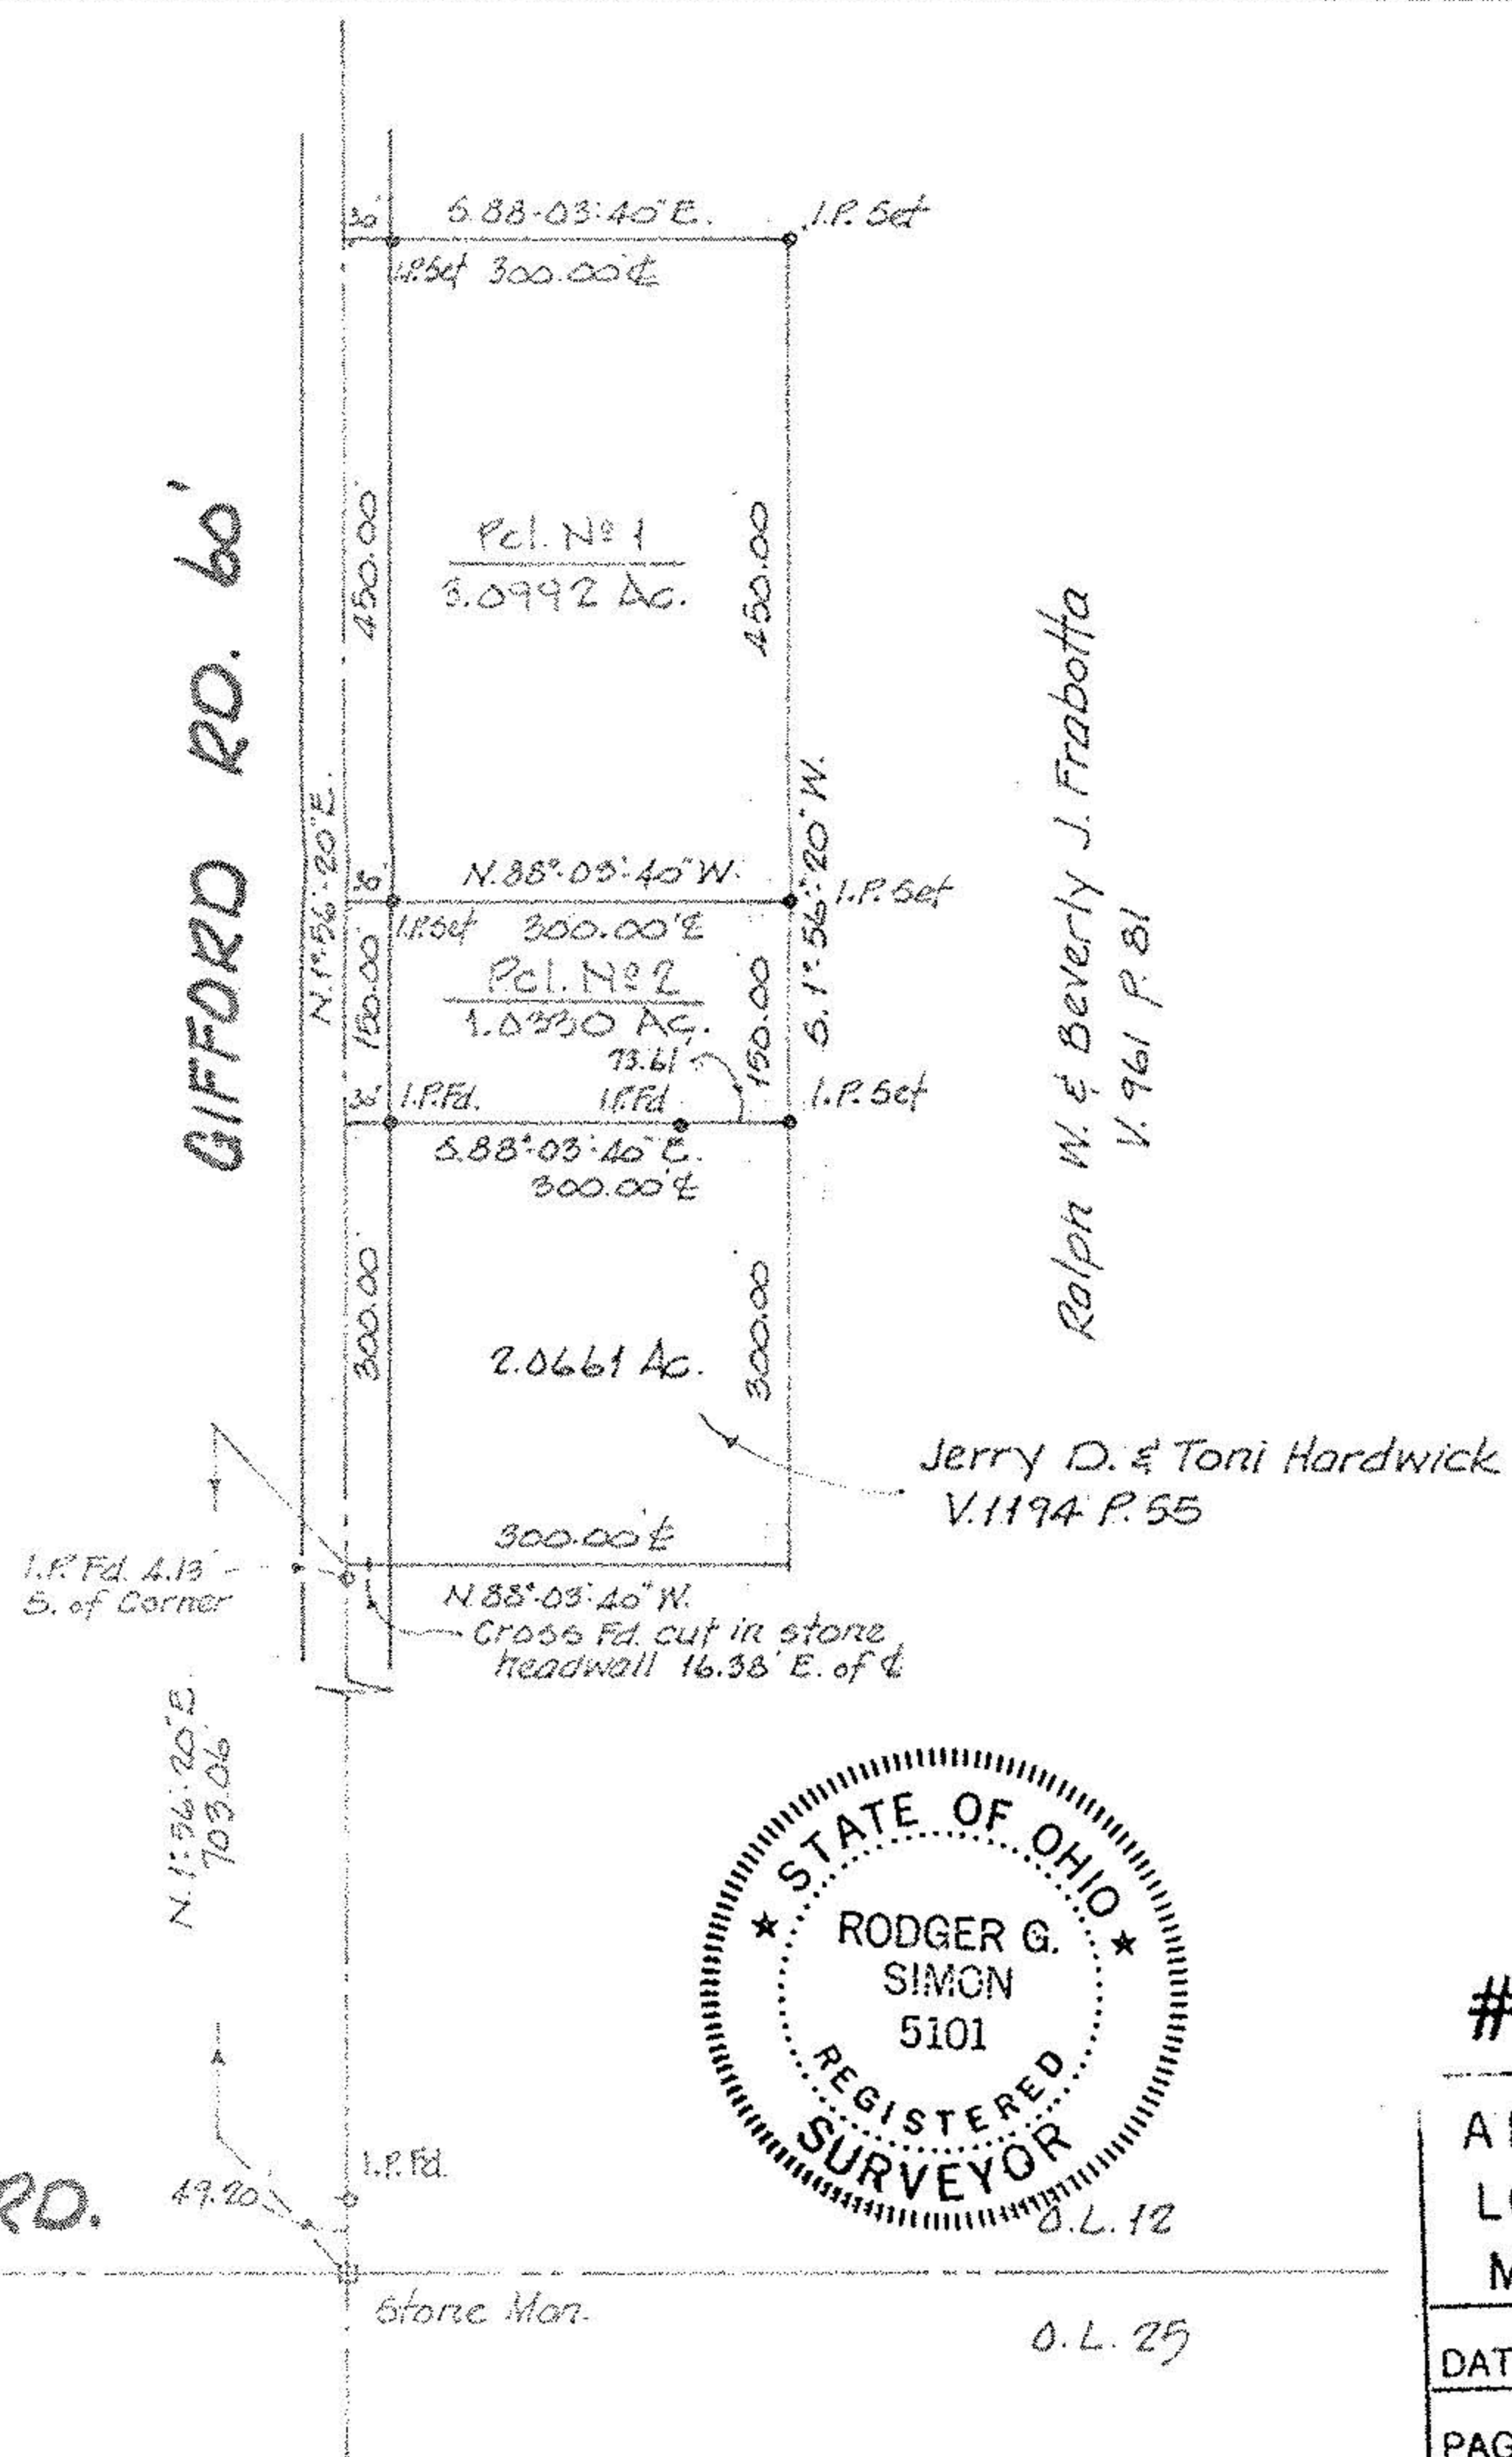 30'
S.88-03'-40"E.
I.P. Set
I.P.Set
300.00'℄
GIFFORD RD. 60'
450.00'
Pcl. Nº 1
3.0992 Ac.
450.00
Ralph W. & Beverly J. Frabotta
V. 961 P. 81
N.1°-56'-20"E.
S.1°-56'-20"W.
30'
N.88°-03'-40"W.
I.P. Set
I.P.Set
300.00'℄
Pcl. Nº 2
1.0330 AC.
150.00
150.00
73.61'
30'
I.P.Fd.
I.P.Fd
I.P. Set
S.88°-03'-40"E.
300.00'℄
300.00'
2.0661 Ac.
300.00
Jerry D. & Toni Hardwick
V.1194 P.55
300.00'℄
I.P. Fd. 4.13'
S. of Corner
N.88°-03'-40"W.
Cross Fd. cut in stone
headwall 16.38' E. of ℄
N.1°-56'-20"E.
703.06'
STATE OF OHIO
RODGER G.
SIMON
5101
REGISTERED
SURVEYOR
I.P.Fd.
49.20
RD.
O.L. 12
Stone Mon.
O.L. 25
#
LO
M
DAT
PAG